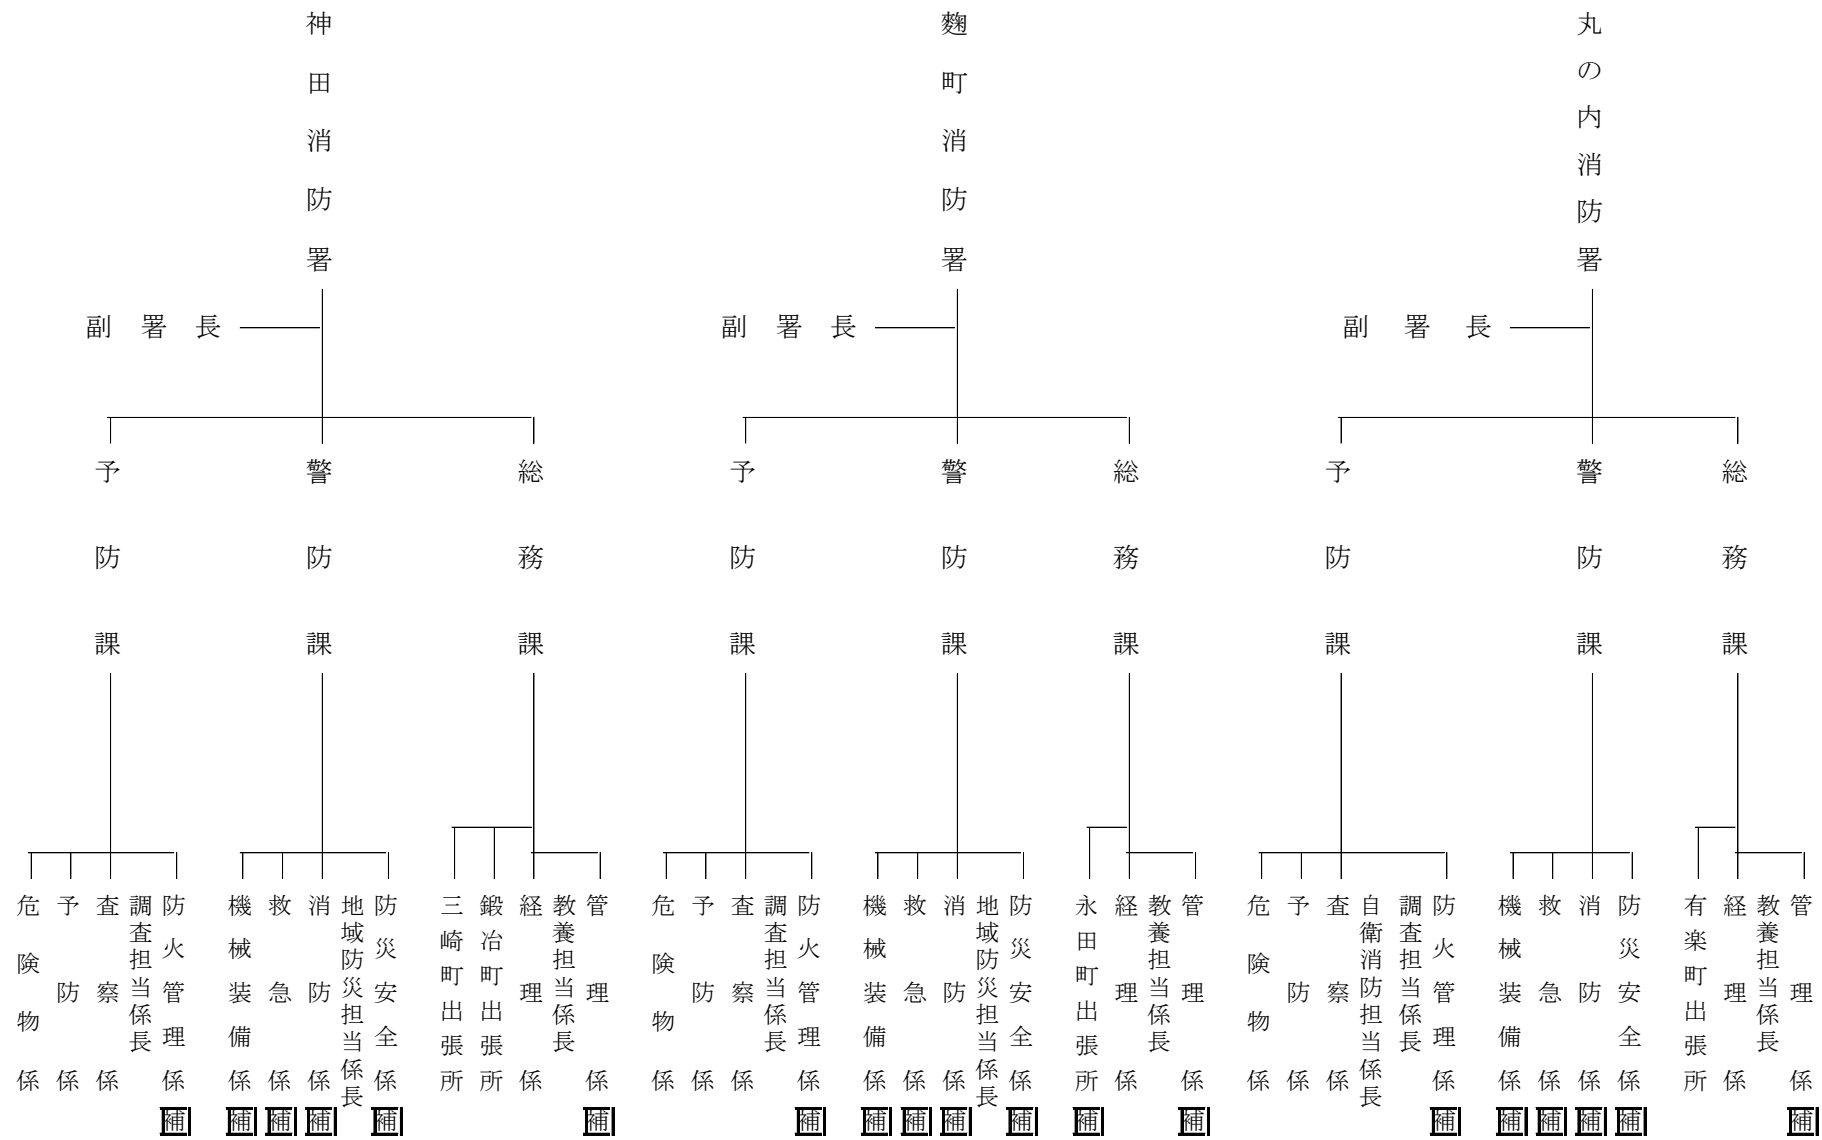 丸の内消防署
副署長
総務課
管理係補
教養担当係長
経理係
有楽町出張所
警防課
防災安全係補
消防係補
救急係補
機械装備係補
予防課
防火管理係補
調査担当係長
自衛消防担当係長
査察係
予防係
危険物係
麴町消防署
副署長
総務課
管理係補
教養担当係長
経理係
永田町出張所補
警防課
防災安全係補
地域防災担当係長
消防係補
救急係補
機械装備係補
予防課
防火管理係補
調査担当係長
査察係
予防係
危険物係
神田消防署
副署長
総務課
管理係補
教養担当係長
経理係
鍛冶町出張所
三崎町出張所
警防課
防災安全係補
地域防災担当係長
消防係補
救急係補
機械装備係補
予防課
防火管理係補
調査担当係長
査察係
予防係
危険物係